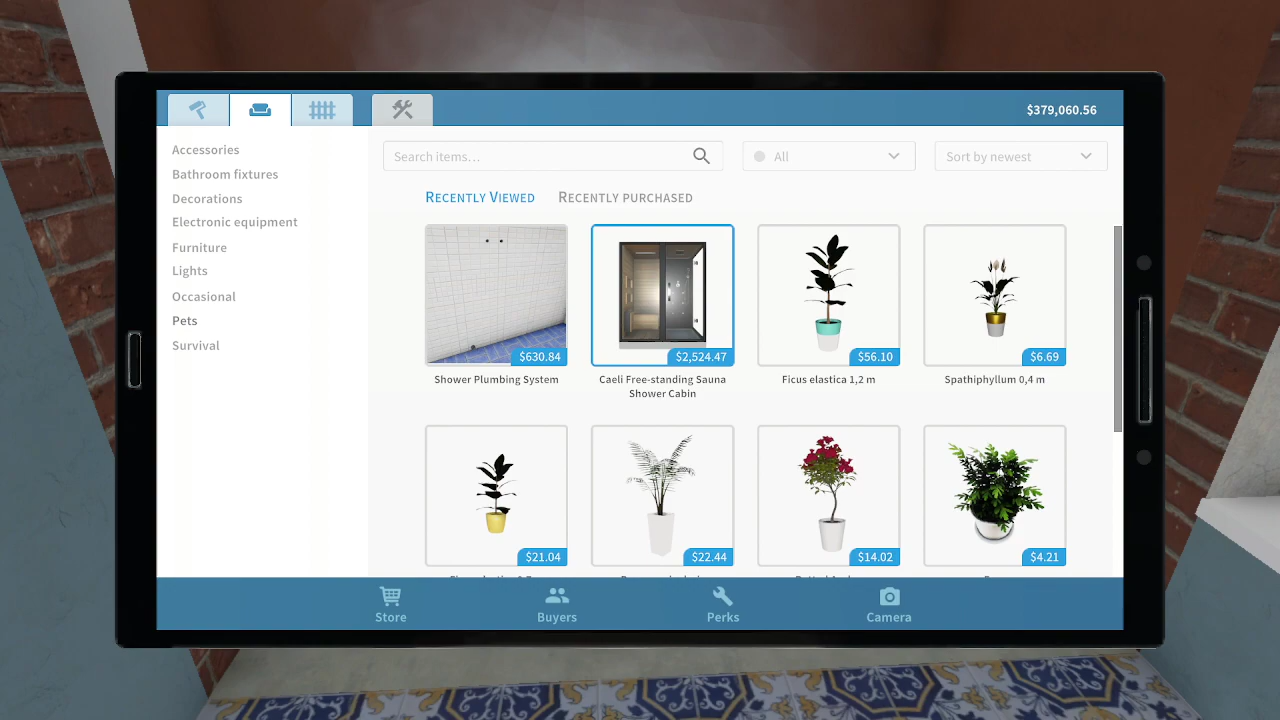 $379,060.56
Accessories
Bathroom fixtures
Decorations
Electronic equipment
Furniture
Lights
Occasional
Pets
Survival
Search items...
All
Sort by newest
Recently Viewed
Recently purchased
$630.84
Shower Plumbing System
$2,524.47
Caeli Free-standing Sauna
Shower Cabin
$56.10
Ficus elastica 1,2 m
$6.69
Spathiphyllum 0,4 m
$21.04
$22.44
$14.02
$4.21
Store
Buyers
Perks
Camera